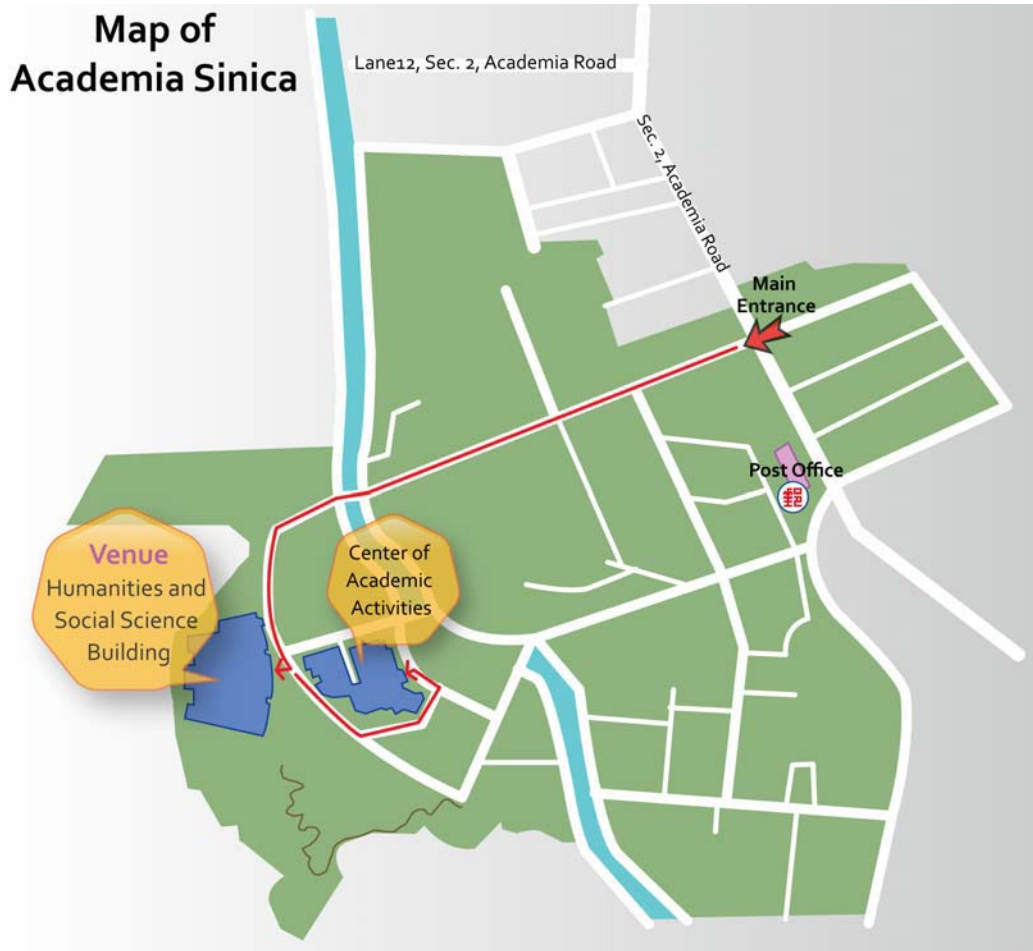 Map of
Academia Sinica
Lane12, Sec. 2, Academia Road
Sec. 2, Academia Road
Main
Entrance
Post Office
郵
Venue
Humanities and
Social Science
Building
Center of
Academic
Activities